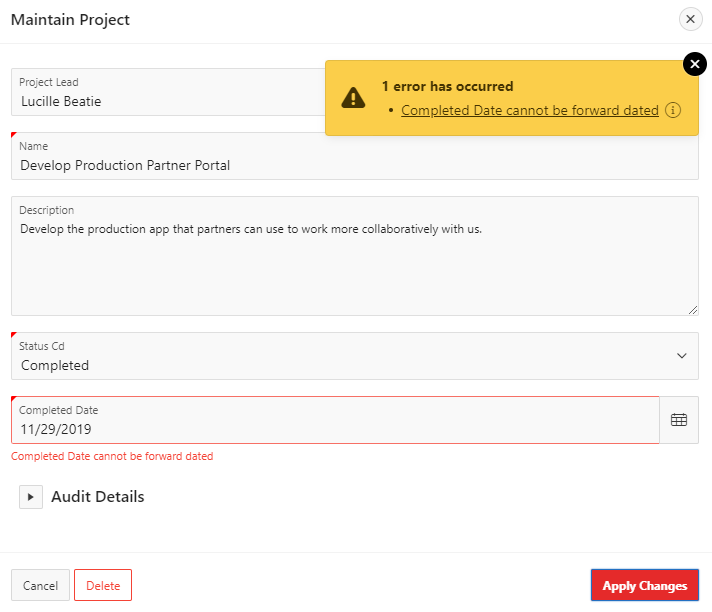 Maintain Project
Project Lead
Lucille Beatie
1 error has occurred
• Completed Date cannot be forward dated
Name
Develop Production Partner Portal
Description
Develop the production app that partners can use to work more collaboratively with us.
Status Cd
Completed
Completed Date
11/29/2019
Completed Date cannot be forward dated
Audit Details
Cancel
Delete
Apply Changes